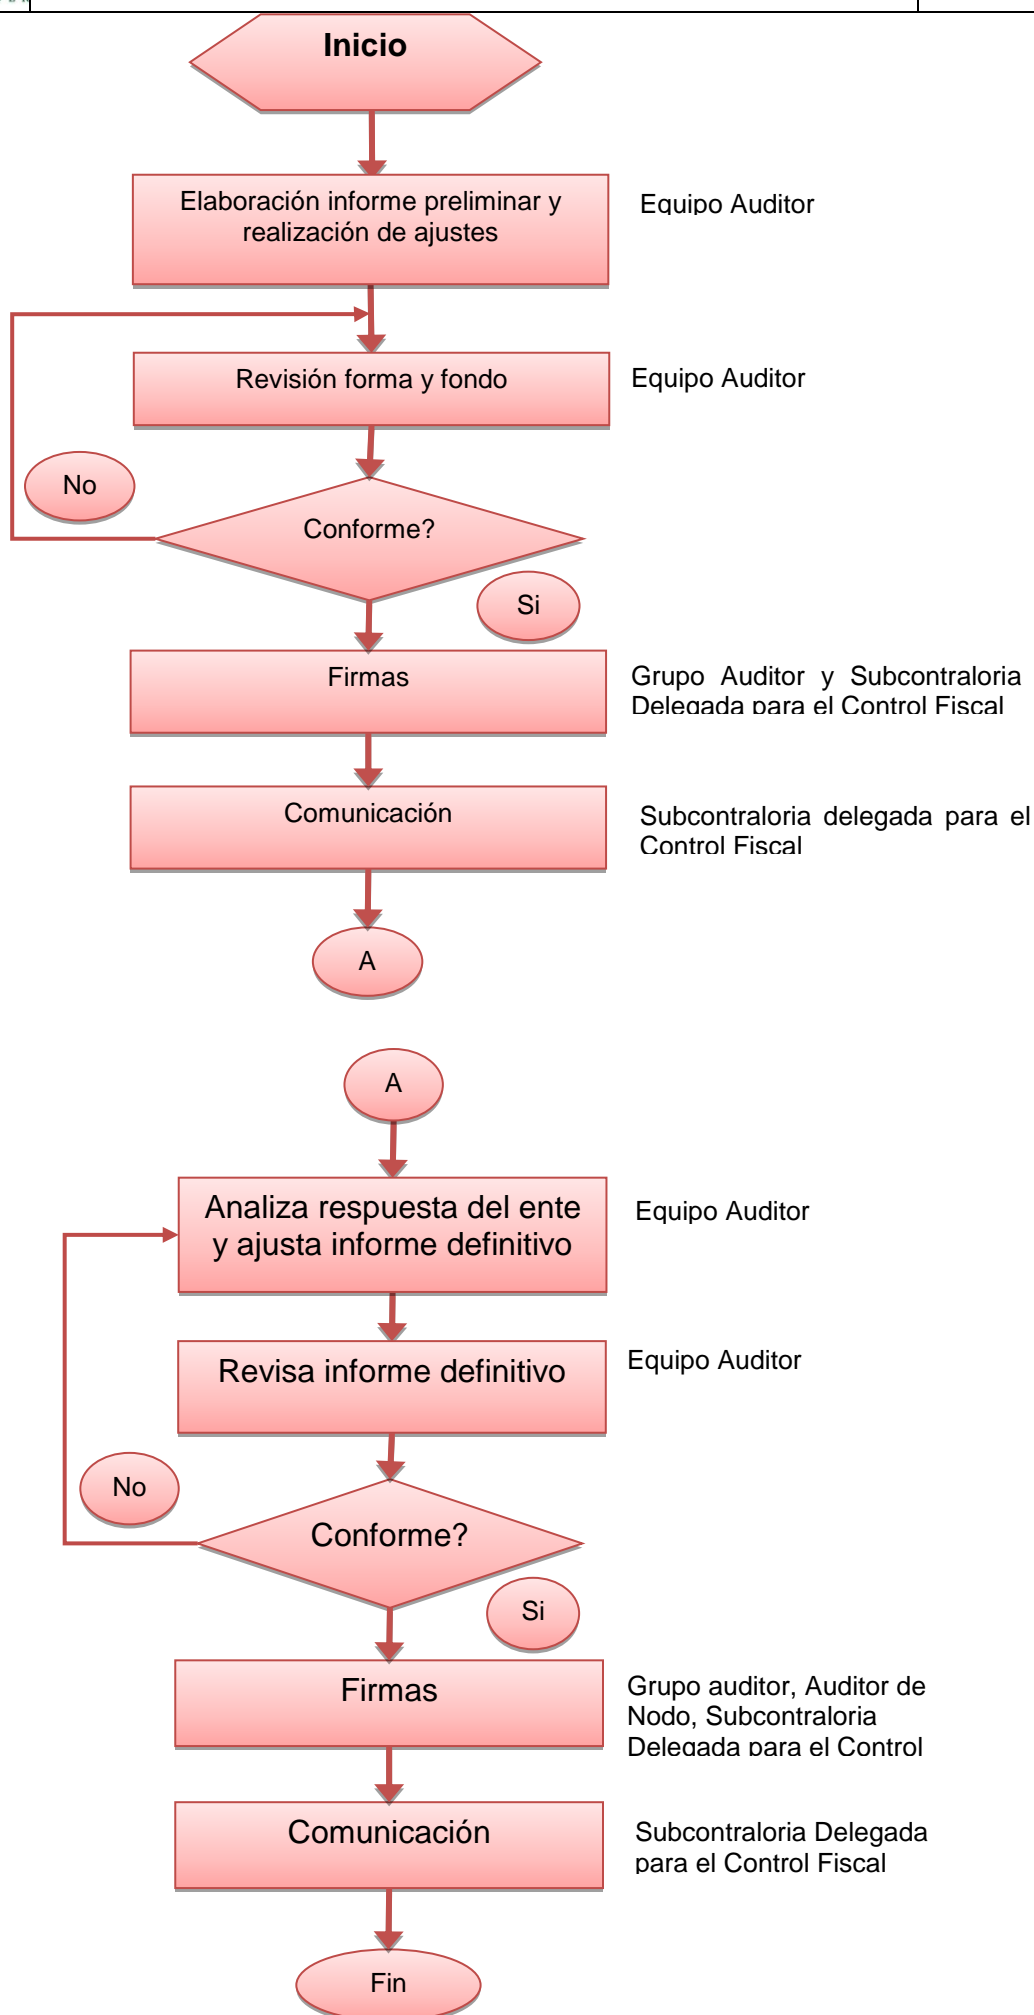 Inicio
Elaboración informe preliminar y
realización de ajustes
Equipo Auditor
Revisión forma y fondo
Equipo Auditor
No
Conforme?
Si
Firmas
Grupo Auditor y Subcontraloria
Delegada para el Control Fiscal
Comunicación
Subcontraloria delegada para el
Control Fiscal
A
A
Analiza respuesta del ente
y ajusta informe definitivo
Equipo Auditor
Revisa informe definitivo
Equipo Auditor
No
Conforme?
Si
Firmas
Grupo auditor, Auditor de
Nodo, Subcontraloria
Delegada para el Control
Comunicación
Subcontraloria Delegada
para el Control Fiscal
Fin